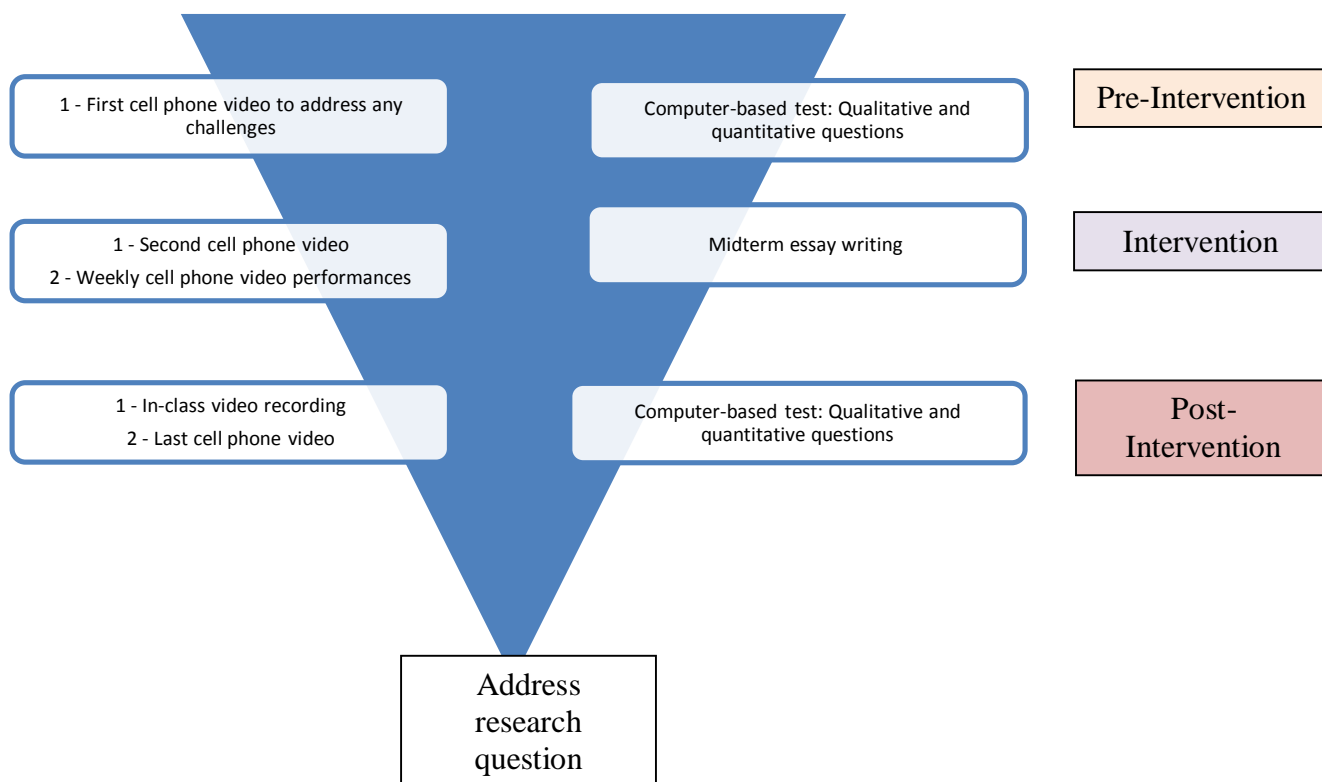 1 - First cell phone video to address any
challenges
Computer-based test: Qualitative and
quantitative questions
Pre-Intervention
1 - Second cell phone video
2 - Weekly cell phone video performances
Midterm essay writing
Intervention
1 - In-class video recording
2 - Last cell phone video
Computer-based test: Qualitative and
quantitative questions
Post-
Intervention
Address
research
question